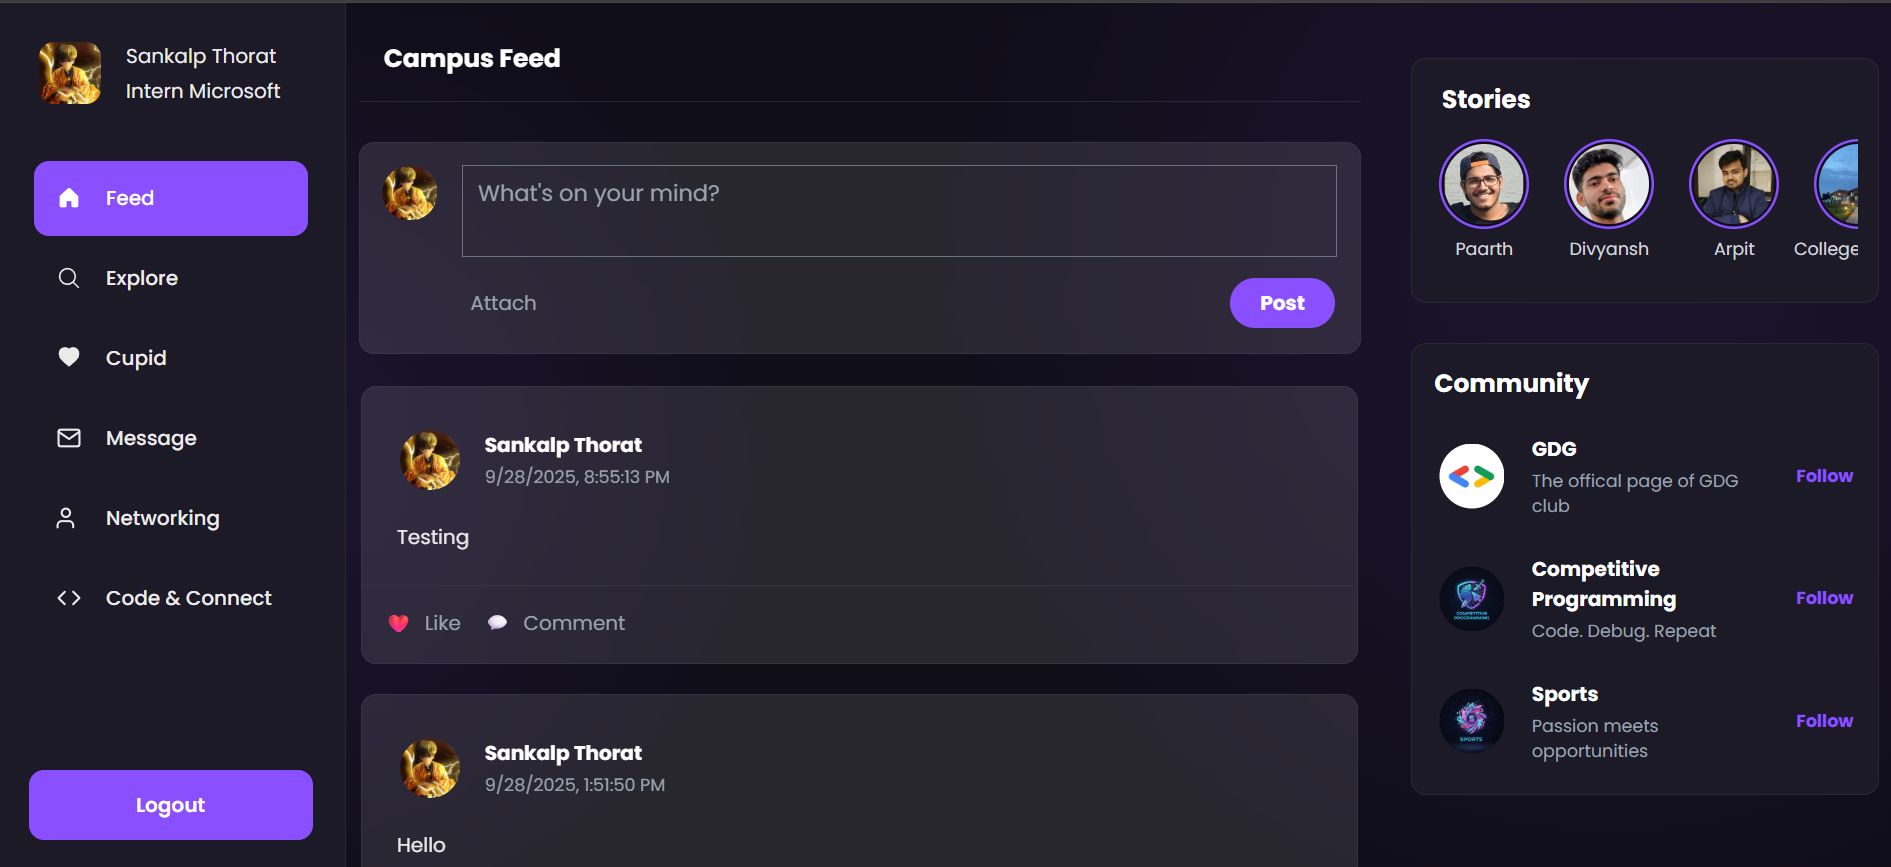 Sankalp Thorat
Intern Microsoft
Feed
Explore
Cupid
Message
Networking
Code & Connect
Logout
Campus Feed
What's on your mind?
Attach
Post
Sankalp Thorat
9/28/2025, 8:55:13 PM
Testing
Like
Comment
Sankalp Thorat
9/28/2025, 1:51:50 PM
Hello
Stories
Paarth
Divyansh
Arpit
College
Community
GDG
The offical page of GDG
club
Follow
COMPETITIVE
PROGRAMMING
Competitive
Programming
Code. Debug. Repeat
Follow
SPORTS
Sports
Passion meets
opportunities
Follow